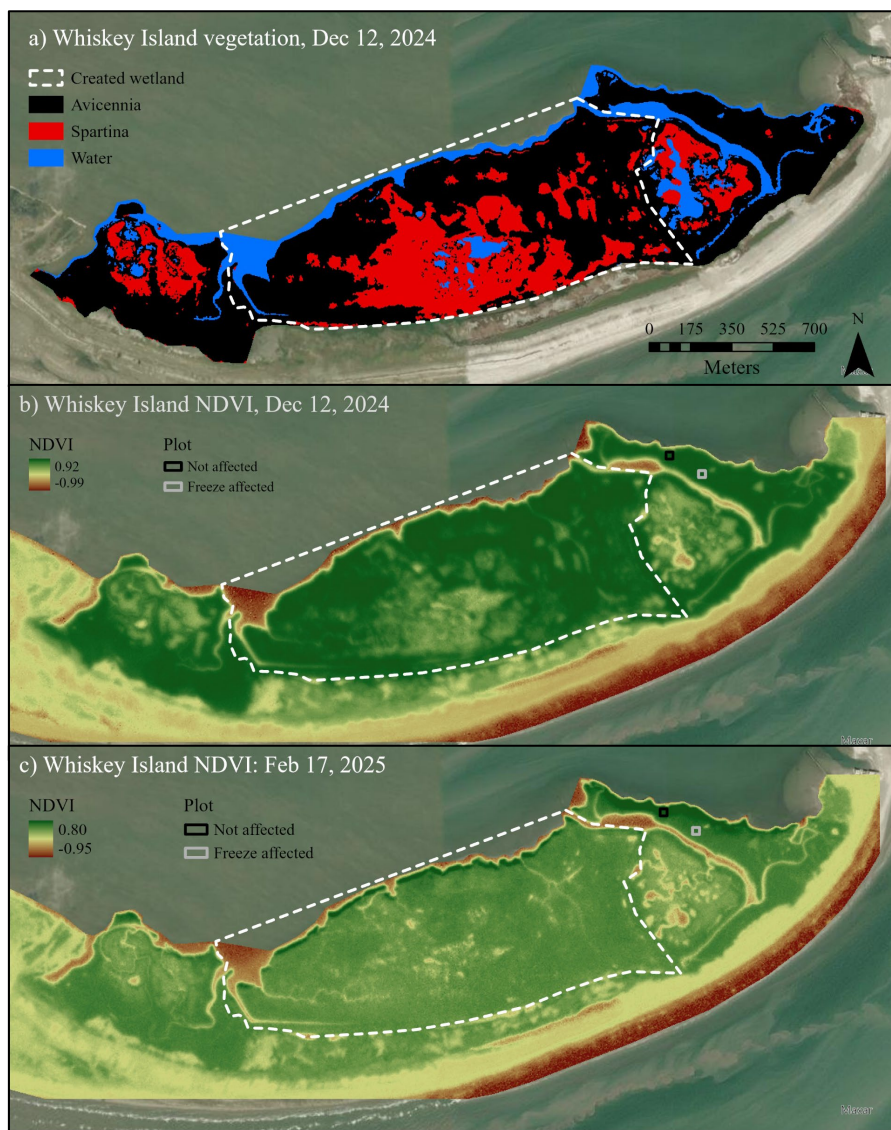 a) Whiskey Island vegetation, Dec 12, 2024
Created wetland
Avicennia
Spartina
Water
0 175 350 525 700
Meters
N
b) Whiskey Island NDVI, Dec 12, 2024
NDVI
0.92
-0.99
Plot
Not affected
Freeze affected
Maxar
c) Whiskey Island NDVI: Feb 17, 2025
NDVI
0.80
-0.95
Plot
Not affected
Freeze affected
Maxar